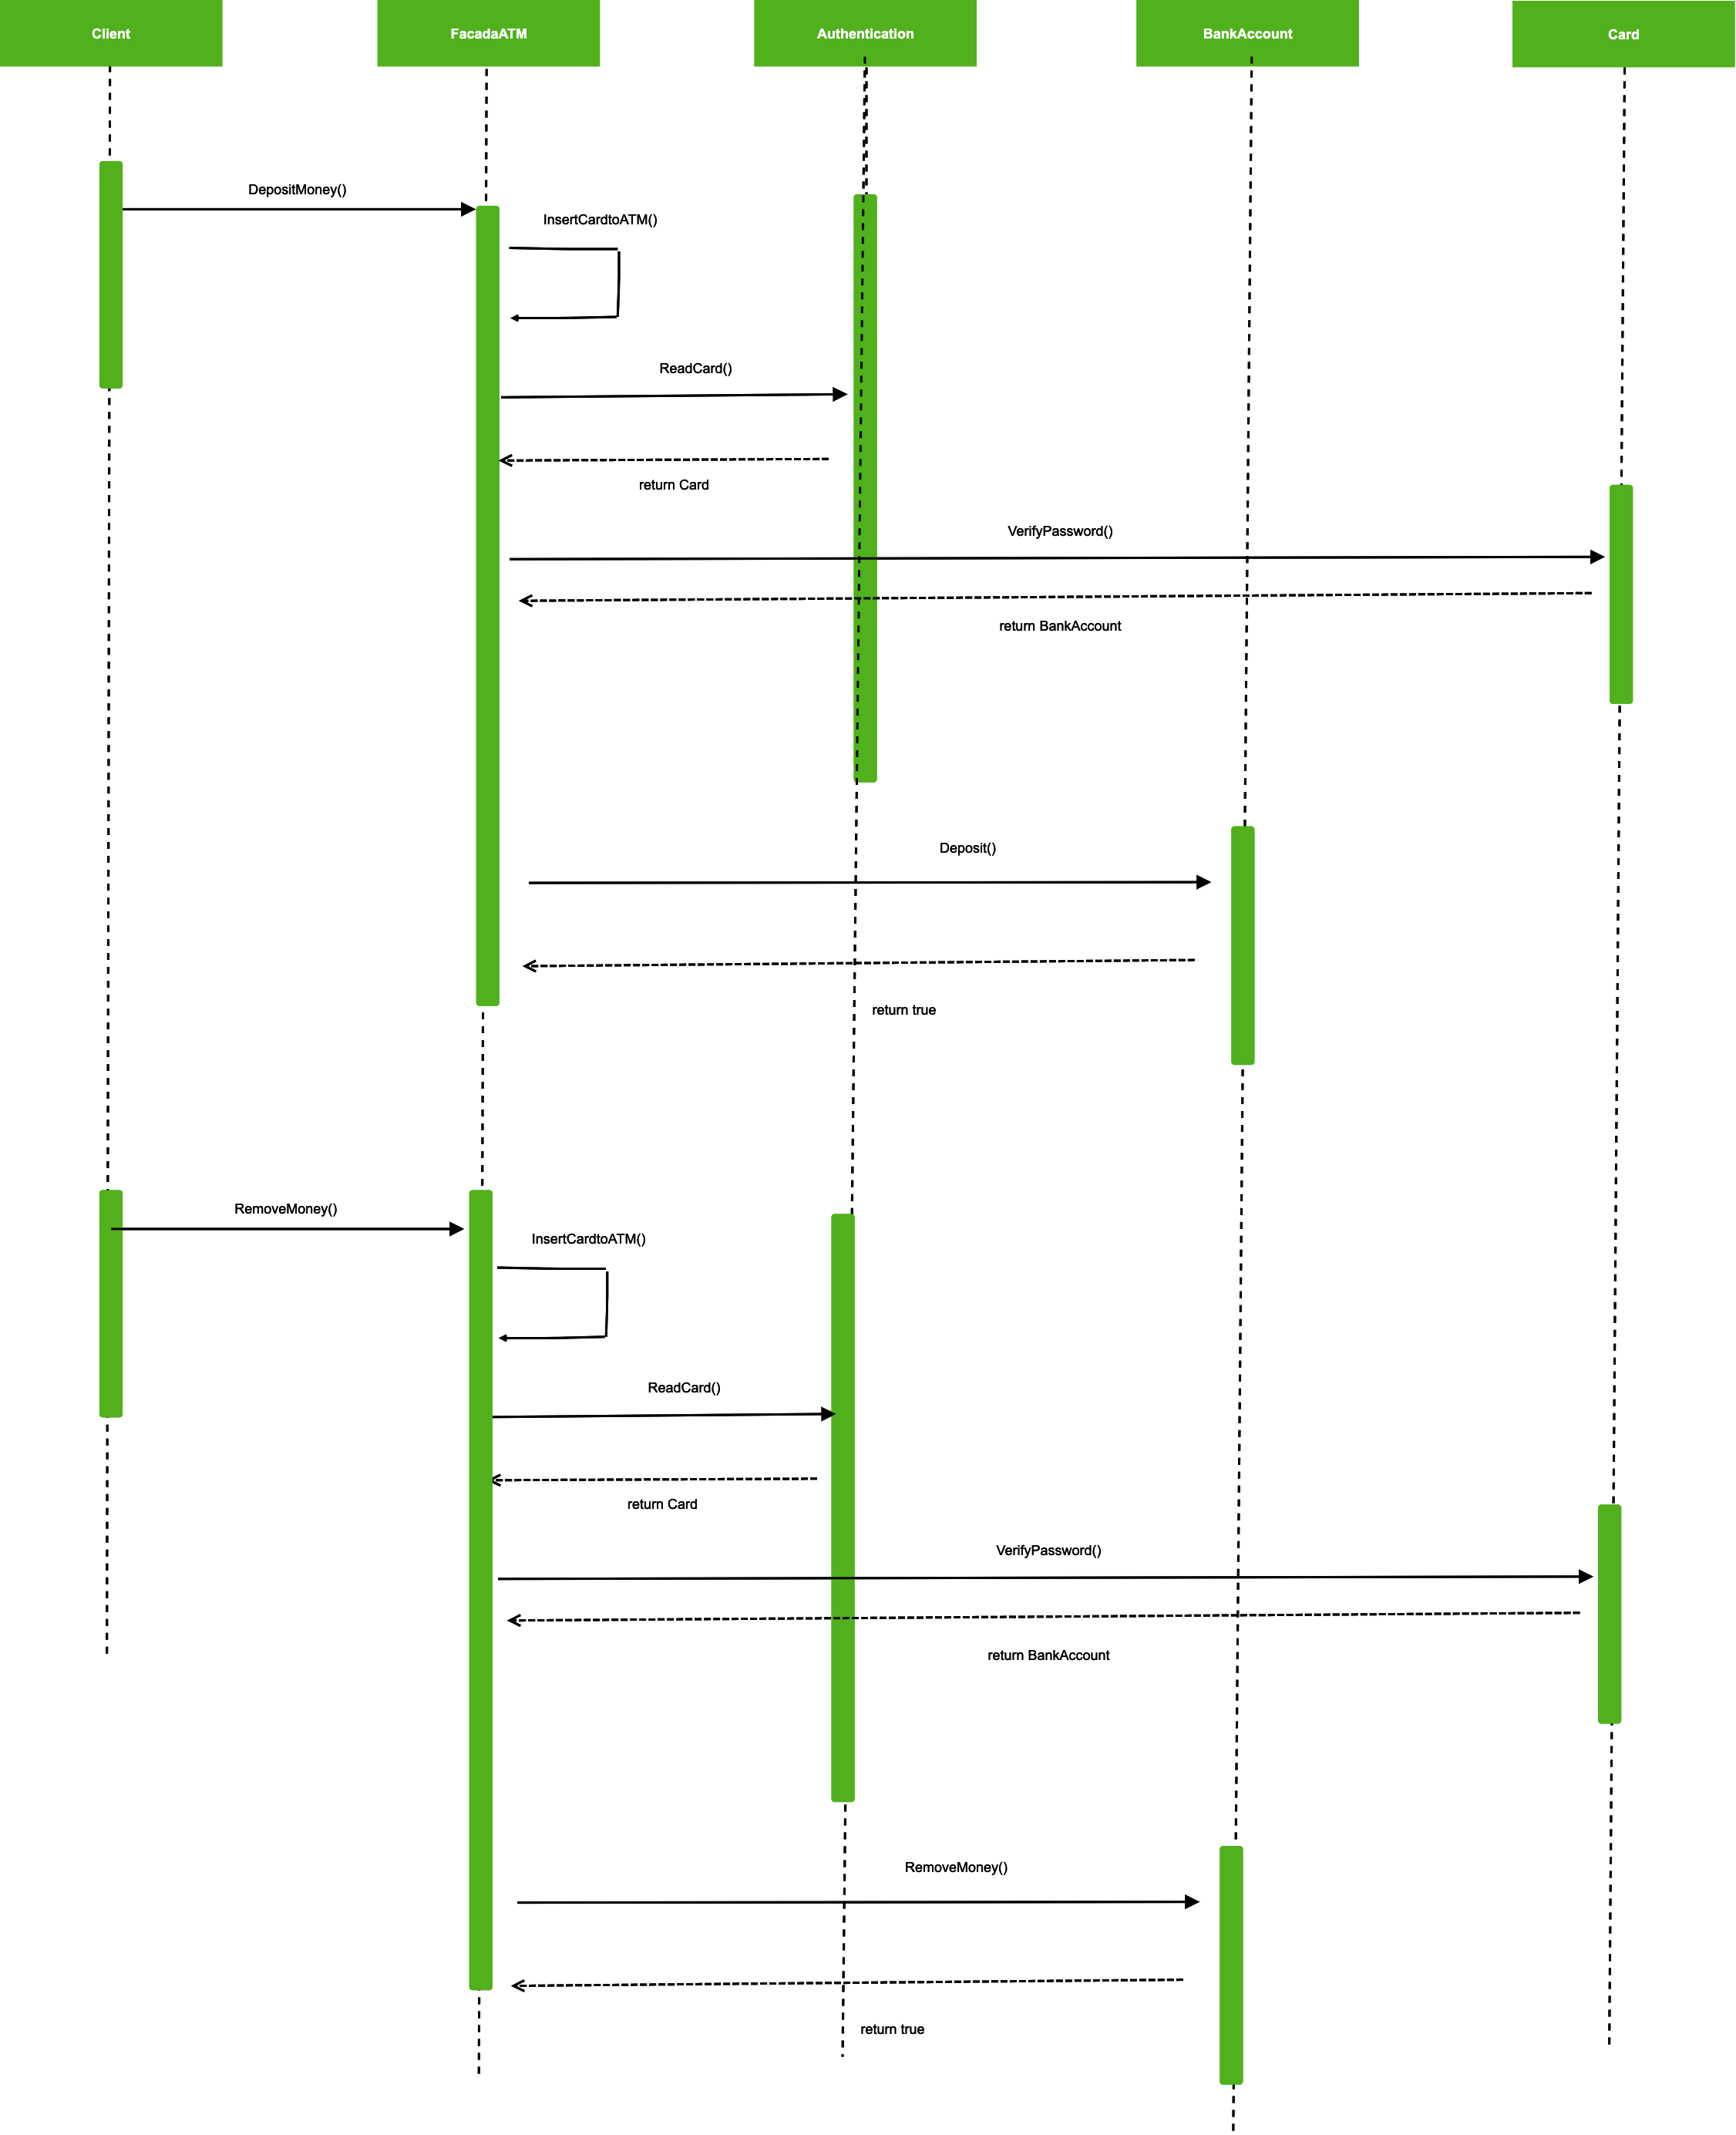 Client
FacadaATM
Authentication
BankAccount
Card
DepositMoney()
InsertCardtoATM()
ReadCard()
return Card
VerifyPassword()
return BankAccount
Deposit()
return true
RemoveMoney()
InsertCardtoATM()
ReadCard()
return Card
VerifyPassword()
return BankAccount
RemoveMoney()
return true